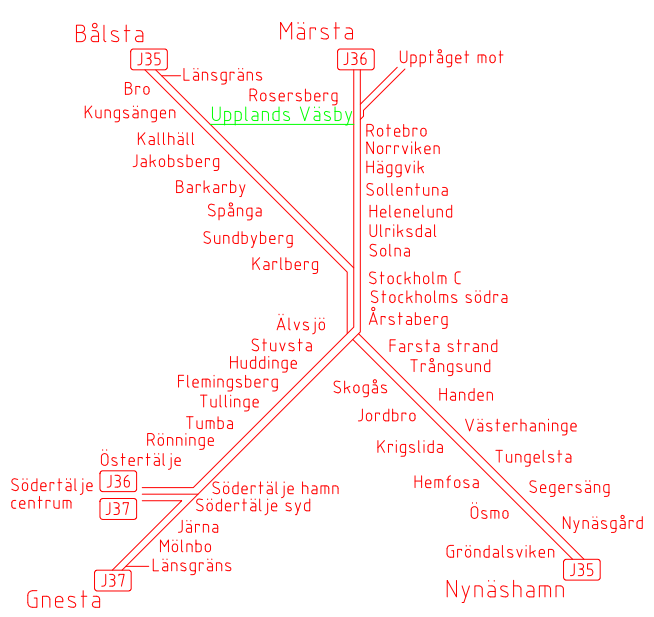 Bålsta
Märsta
J35
J36
Upptåget mot
Länsgräns
Bro
Rosersberg
Kungsängen
Upplands Väsby
Rotebro
Kallhäll
Norrviken
Jakobsberg
Häggvik
Barkarby
Sollentuna
Spånga
Helenelund
Ulriksdal
Sundbyberg
Solna
Karlberg
Stockholm C
Stockholms södra
Årstaberg
Älvsjö
Stuvsta
Farsta strand
Huddinge
Trångsund
Flemingsberg
Skogås
Handen
Tullinge
Jordbro
Tumba
Västerhaninge
Rönninge
Krigslida
Tungelsta
Östertälje
J36
Södertälje
centrum
J37
Södertälje hamn
Södertälje syd
Hemfosa
Segersäng
Ösmo
Nynäsgård
Järna
Mölnbo
Gröndalsviken
Länsgräns
J37
J35
Gnesta
Nynäshamn